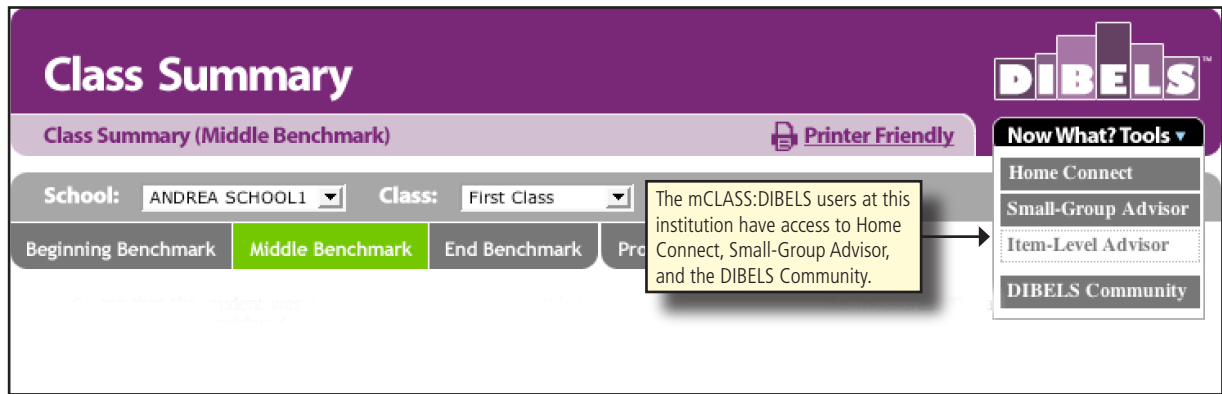 Class Summary
DIBELS™
Class Summary (Middle Benchmark)
Printer Friendly
Now What? Tools
Home Connect
Small-Group Advisor
Item-Level Advisor
DIBELS Community
School: ANDREA SCHOOL1 Class: First Class
Beginning Benchmark Middle Benchmark End Benchmark Pro
The mCLASS:DIBELS users at this
institution have access to Home
Connect, Small-Group Advisor,
and the DIBELS Community.